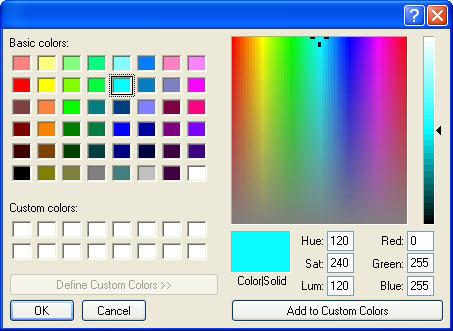 Basic colors:
Custom colors:
Define Custom Colors >>
OK
Cancel
Color|Solid
Hue: 120
Sat: 240
Lum: 120
Red: 0
Green: 255
Blue: 255
Add to Custom Colors